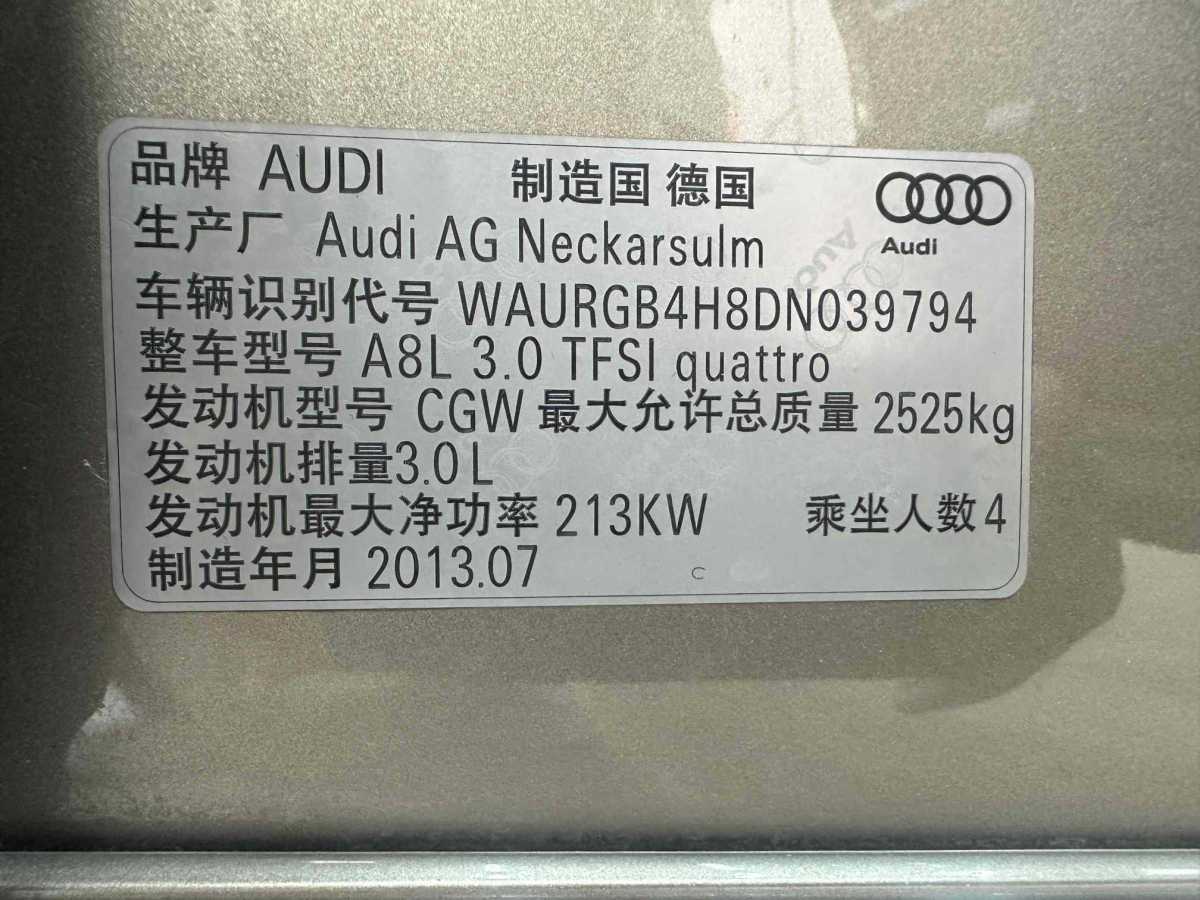 品牌 AUDI 制造国 德国
Audi
生产厂 Audi AG Neckarsulm
车辆识别代号 WAURGB4H8DN039794
整车型号 A8L 3.0 TFSI quattro
发动机型号 CGW 最大允许总质量 2525kg
发动机排量3.0L
发动机最大净功率 213KW 乘坐人数4
制造年月 2013.07
C